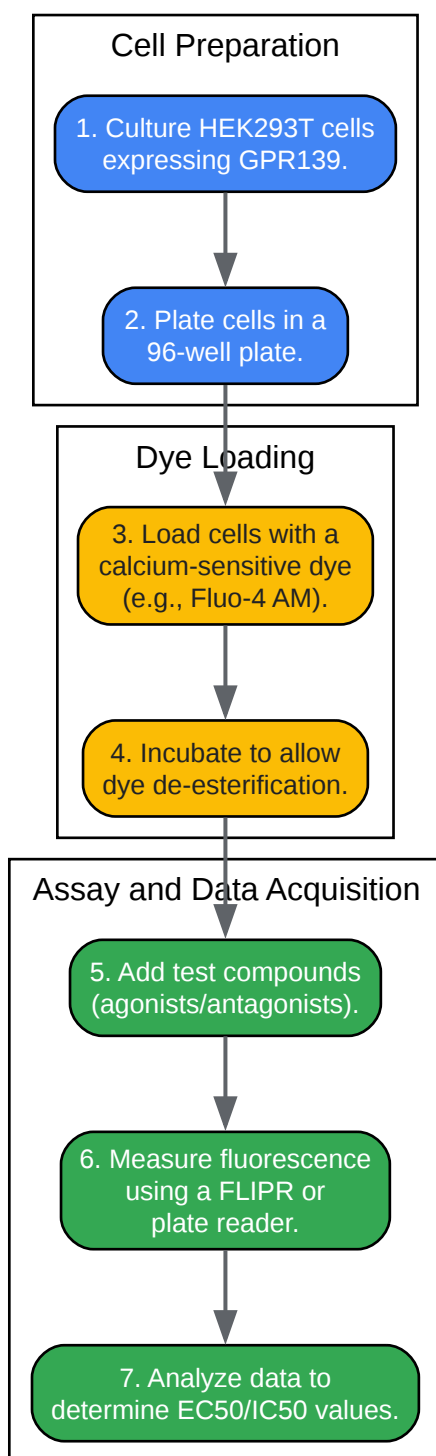 Cell Preparation
1. Culture HEK293T cells
expressing GPR139.
2. Plate cells in a
96-well plate.
Dye Loading
3. Load cells with a
calcium-sensitive dye
(e.g., Fluo-4 AM).
4. Incubate to allow
dye de-esterification.
Assay and Data Acquisition
5. Add test compounds
(agonists/antagonists).
6. Measure fluorescence
using a FLIPR or
plate reader.
7. Analyze data to
determine EC50/IC50 values.